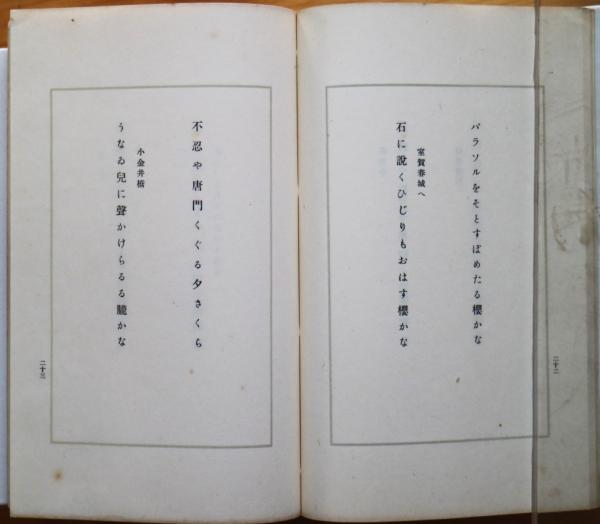 パラソルをそとすぼめたる櫻かな
室賀春城へ
石に說くひじりもおはす櫻かな
二十二
不忍や唐門くぐる夕さくら
小金井橋
うなゐ兒に聲かけらるる朧かな
二十三